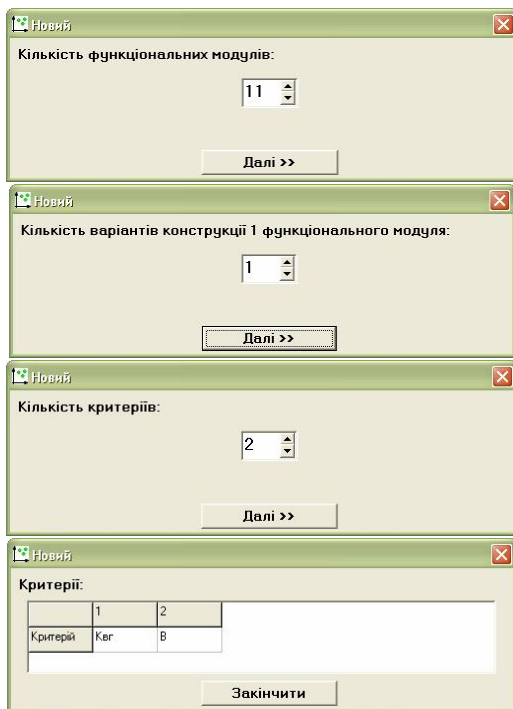 Новий
Кількість функціональних модулів:
11
Далі >>
Новий
Кількість варіантів конструкції 1 функціонального модуля:
1
Далі >>
Новий
Кількість критеріїв:
2
Далі >>
Новий
Критерії:
1 2
Критерій Квг В
Закінчити